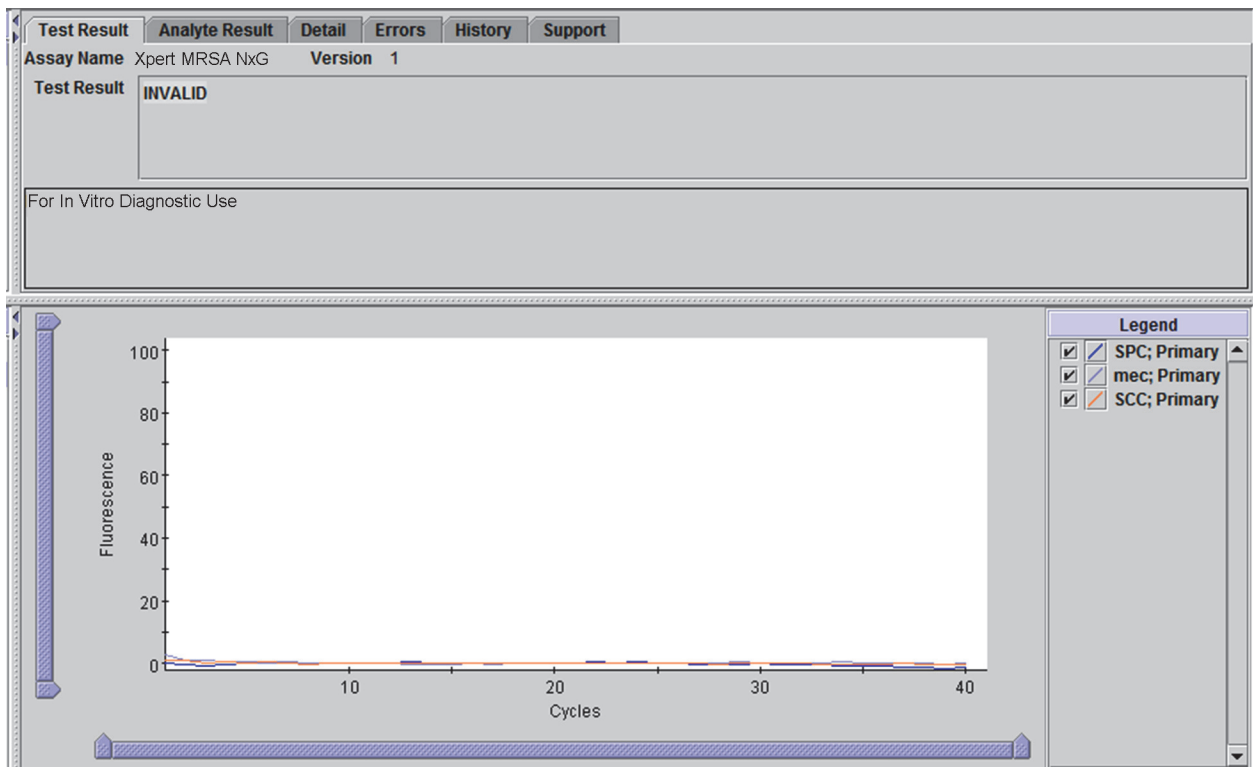 Test Result Analyte Result Detail Errors History Support
Assay Name Xpert MRSA NxG Version 1
Test Result INVALID
For In Vitro Diagnostic Use
Legend
SPC; Primary
mec; Primary
SCC; Primary
100
80
60
40
20
0
Fluorescence
10 20 30 40
Cycles